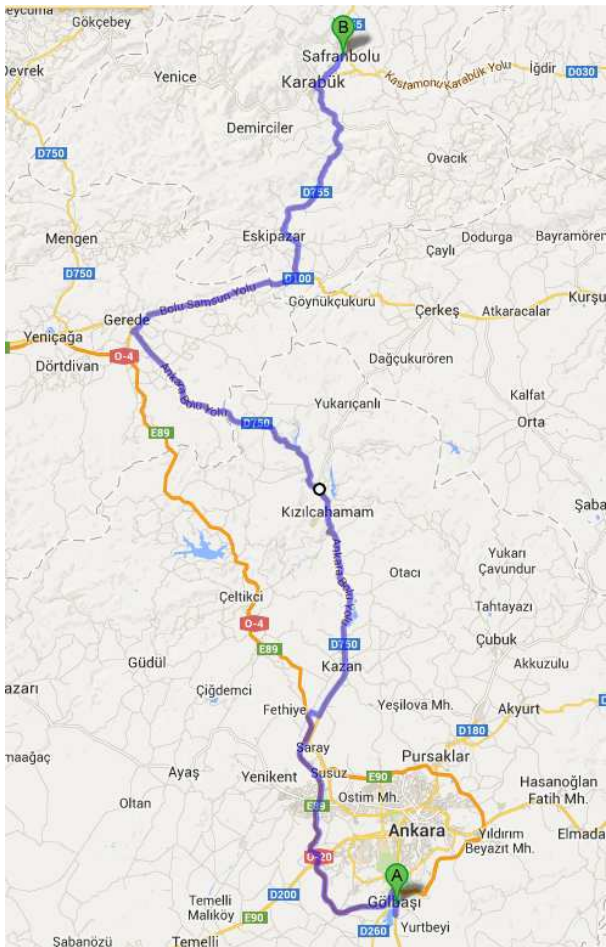 Gökçebey
B
Safranbolu
Yenice
Karabük
Kastamonu Karabük Yolu
İğdir
D030
Devrek
Demirciler
D750
Ovacık
D765
Mengen
Eskipazar
Dodurga
Bayramören
Çaylı
D750
D100
Bolu Samsun Yolu
Göynükçukuru
Kurşu
Gerede
Çerkeş
Atkaracalar
Yeniçağa
O-4
Dörtdivan
Dağçukurören
Ankara Bolu Yolu
Kalfat
Yukarıçanlı
Orta
D750
E89
Kızılcahamam
Şaba
Ankara Bolu Yolu
Yukarı
Çavundur
Otacı
Çeltikci
Tahtayazı
O-4
Çubuk
E89
D750
Güdül
Kazan
Akkuzulu
Çiğdemci
Fethiye
Yeşilova Mh.
Akyurt
D180
Saray
Pursaklar
Ayaş
Yenikent
Susuz
E90
Hasanoğlan
Fatih Mh.
Oltan
E89
Ostim Mh.
Ankara
Yıldırım
Beyazıt Mh.
Elmada
O-20
A
D200
Gölbaşı
Temelli
Malıköy
D260
Yurtbeyi
Sabanözü
Temelli